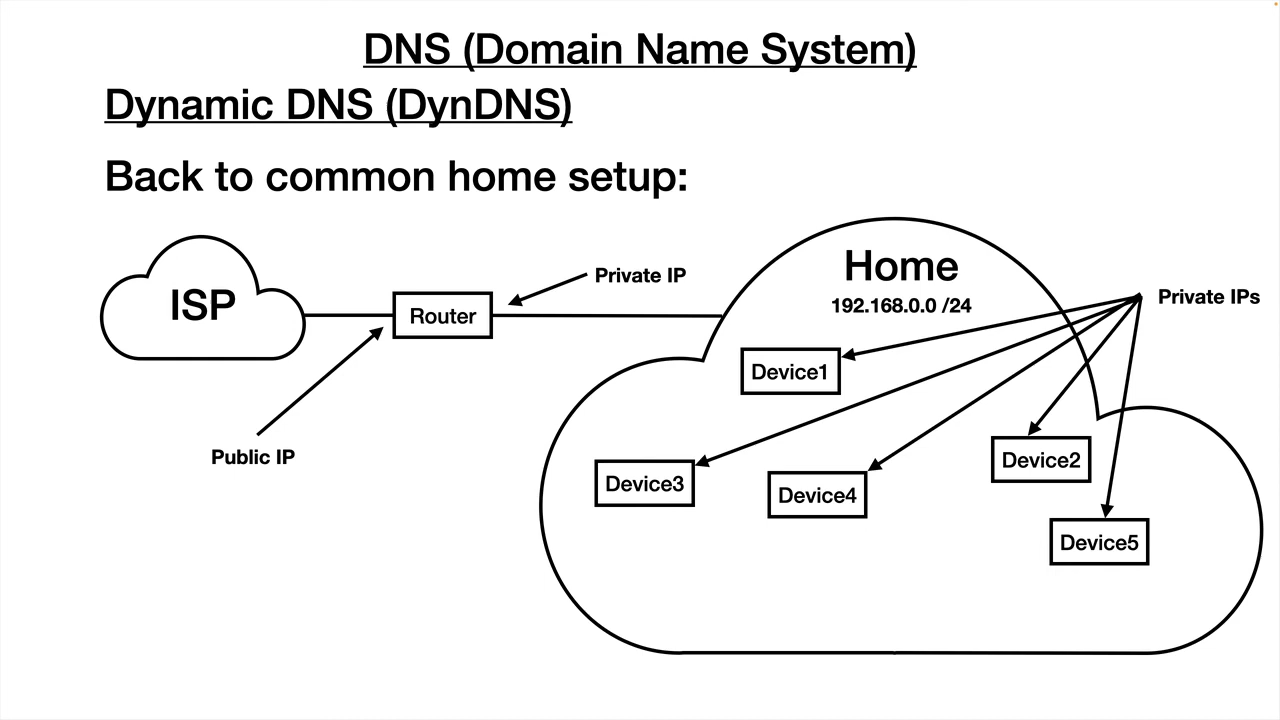 DNS (Domain Name System)
Dynamic DNS (DynDNS)
Back to common home setup:
ISP
Router
Private IP
Public IP
Home
192.168.0.0 /24
Private IPs
Device1
Device2
Device3
Device4
Device5